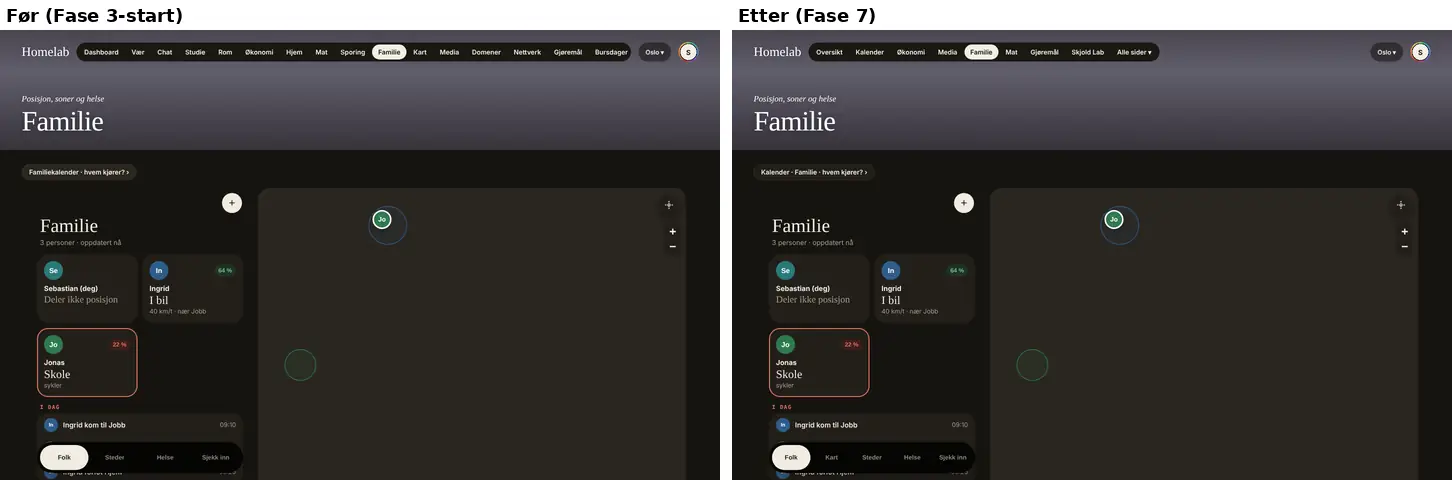 Før (Fase 3-start)
Homelab Dashboard Vær Chat Studie Rom Økonomi Hjem Mat Sporing Familie Kart Media Domener Nettverk Gjøremål Bursdager Oslo ▾ S
Posisjon, soner og helse
Familie
Familiekalender · hvem kjører? ›
+
Familie
3 personer · oppdatert nå
Se
Sebastian (deg)
Deler ikke posisjon
In 64 %
Ingrid
I bil
40 km/t · nær Jobb
Jo 22 %
Jonas
Skole
sykler
I DAG
In Ingrid kom til Jobb 09:10
Folk Steder Helse Sjekk inn
Jo
+
−
Etter (Fase 7)
Homelab Oversikt Kalender Økonomi Media Familie Mat Gjøremål Skjold Lab Alle sider ▾ Oslo ▾ S
Posisjon, soner og helse
Familie
Kalender · Familie · hvem kjører? ›
+
Familie
3 personer · oppdatert nå
Se
Sebastian (deg)
Deler ikke posisjon
In 64 %
Ingrid
I bil
40 km/t · nær Jobb
Jo 22 %
Jonas
Skole
sykler
I DAG
In Ingrid kom til Jobb 09:10
Folk Kart Steder Helse Sjekk inn
Jo
+
−